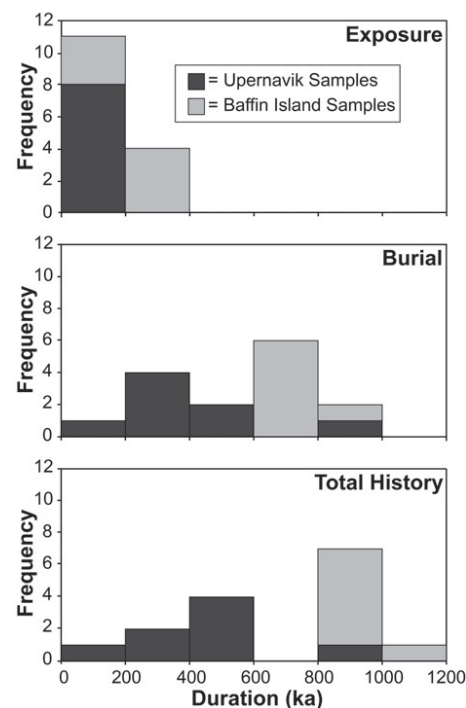 Exposure
12
10
8
6
4
2
0
Frequency
= Upernavik Samples
= Baffin Island Samples
Burial
12
10
8
6
4
2
0
Frequency
Total History
12
10
8
6
4
2
0
Frequency
0 200 400 600 800 1000 1200
Duration (ka)